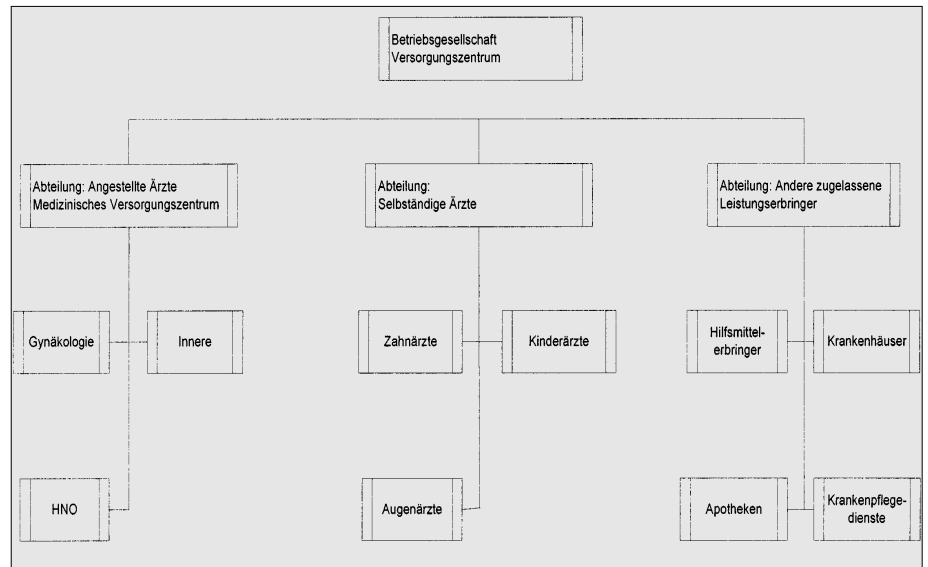 Betriebsgesellschaft
Versorgungszentrum
Abteilung: Angestellte Ärzte
Medizinisches Versorgungszentrum
Abteilung:
Selbständige Ärzte
Abteilung: Andere zugelassene
Leistungserbringer
Gynäkologie
Innere
Zahnärzte
Kinderärzte
Hilfsmittel-
erbringer
Krankenhäuser
HNO
Augenärzte
Apotheken
Krankenpflege-
dienste